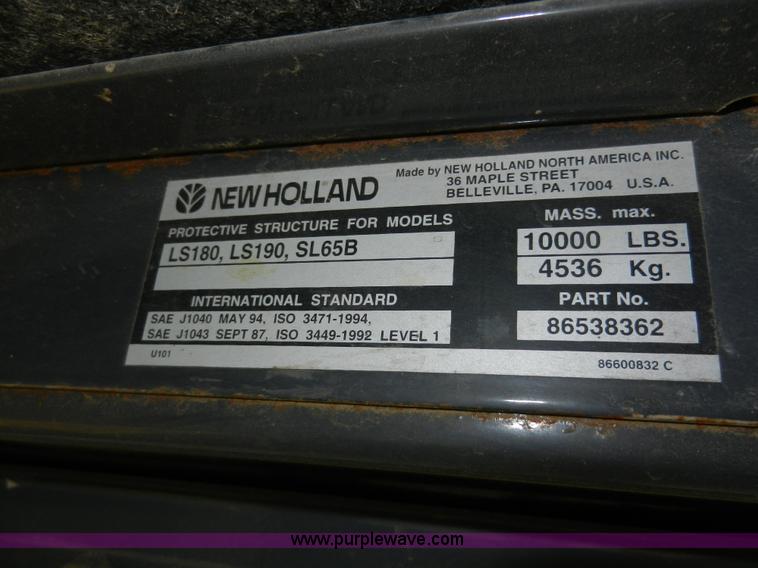 NEW HOLLAND
Made by NEW HOLLAND NORTH AMERICA INC.
36 MAPLE STREET
BELLEVILLE, PA. 17004 U.S.A.
PROTECTIVE STRUCTURE FOR MODELS
LS180, LS190, SL65B
MASS. max.
10000 LBS.
4536 Kg.
INTERNATIONAL STANDARD
SAE J1040 MAY 94, ISO 3471-1994,
SAE J1043 SEPT 87, ISO 3449-1992 LEVEL 1
PART No.
86538362
U101
86600832 C
www.purplewave.com